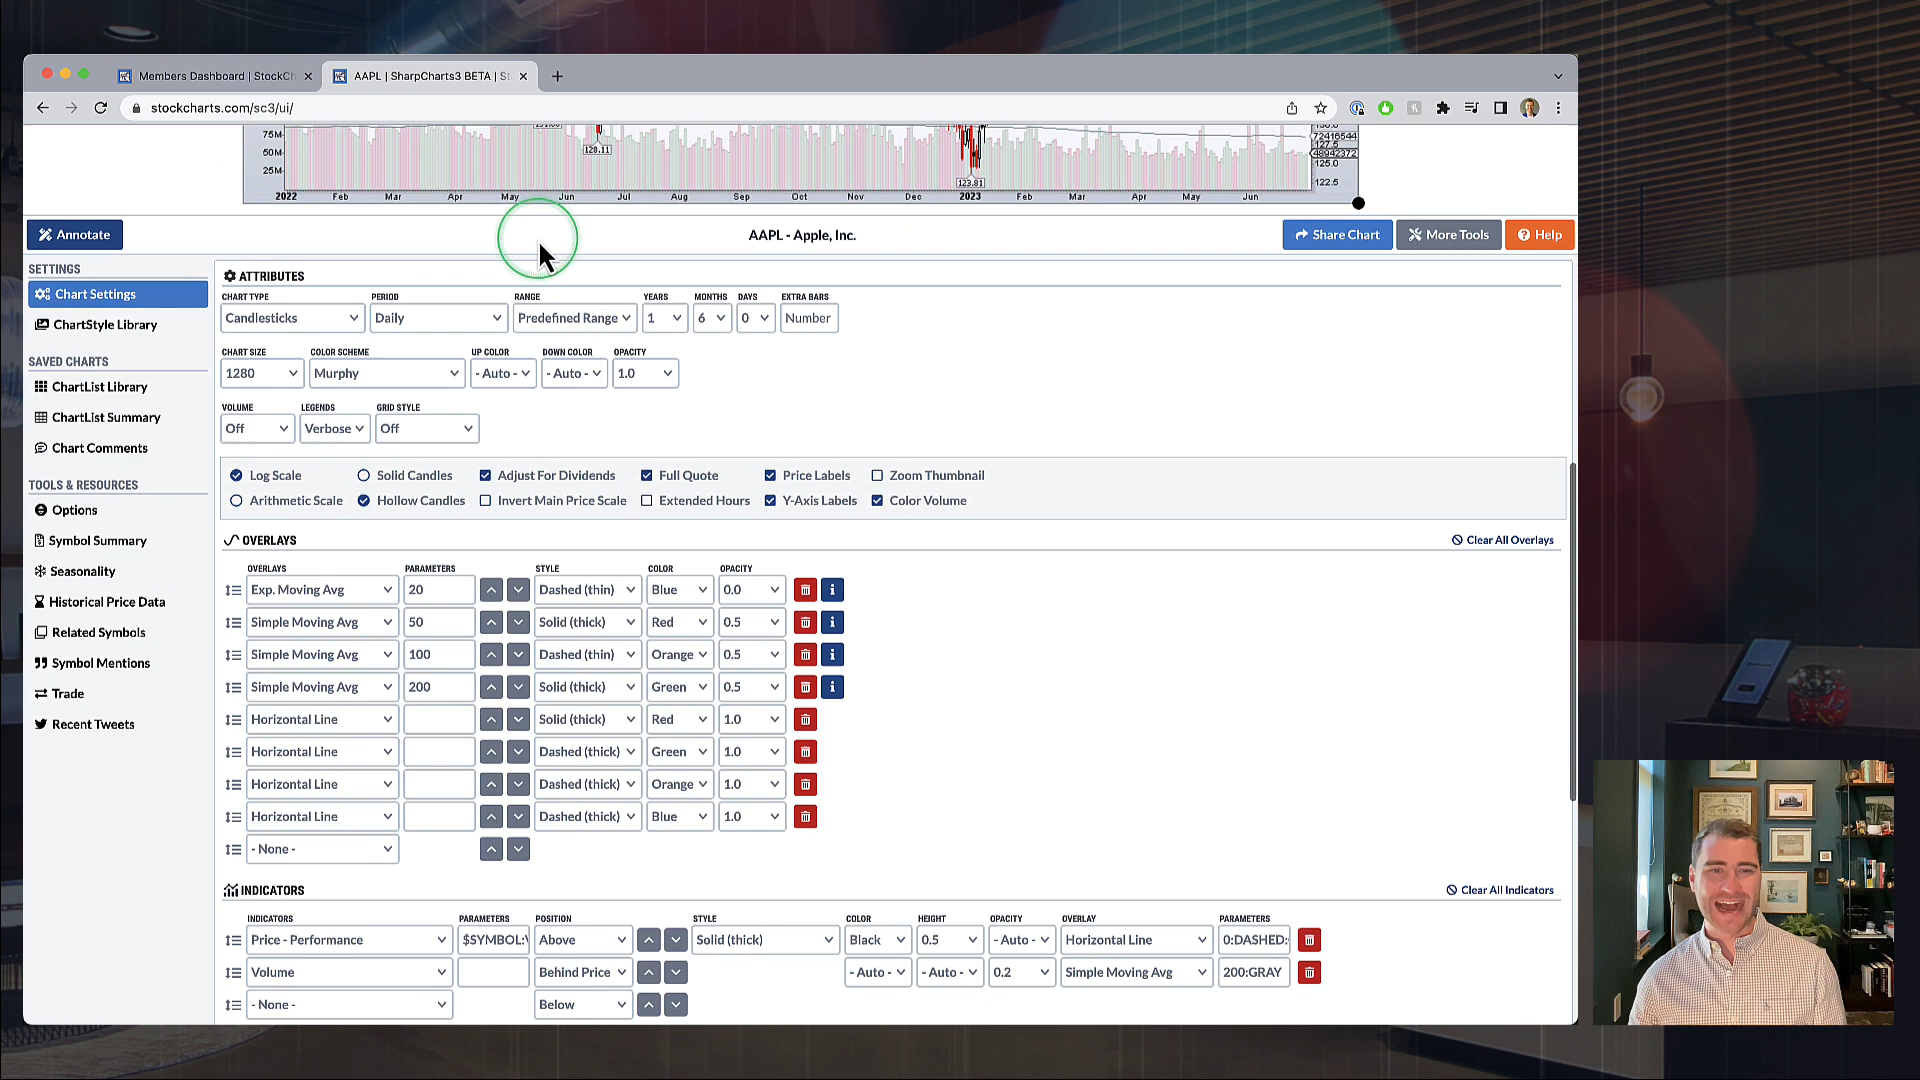 Members Dashboard | StockCh
AAPL | SharpCharts3 BETA | St
stockcharts.com/sc3/ui/
75M
50M
25M
128.11
123.81
72416544
127.5
48942372
125.0
122.5
2022 Feb Mar Apr May Jun Jul Aug Sep Oct Nov Dec 2023 Feb Mar Apr May Jun
Annotate
AAPL - Apple, Inc.
Share Chart
More Tools
Help
SETTINGS
Chart Settings
ChartStyle Library
SAVED CHARTS
ChartList Library
ChartList Summary
Chart Comments
TOOLS & RESOURCES
Options
Symbol Summary
Seasonality
Historical Price Data
Related Symbols
Symbol Mentions
Trade
Recent Tweets
ATTRIBUTES
CHART TYPE PERIOD RANGE YEARS MONTHS DAYS EXTRA BARS
Candlesticks Daily Predefined Range 1 6 0 Number
CHART SIZE COLOR SCHEME UP COLOR DOWN COLOR OPACITY
1280 Murphy - Auto - - Auto - 1.0
VOLUME LEGENDS GRID STYLE
Off Verbose Off
Log Scale Solid Candles Adjust For Dividends Full Quote Price Labels Zoom Thumbnail
Arithmetic Scale Hollow Candles Invert Main Price Scale Extended Hours Y-Axis Labels Color Volume
OVERLAYS
Clear All Overlays
OVERLAYS PARAMETERS STYLE COLOR OPACITY
Exp. Moving Avg 20 Dashed (thin) Blue 0.0
Simple Moving Avg 50 Solid (thick) Red 0.5
Simple Moving Avg 100 Dashed (thin) Orange 0.5
Simple Moving Avg 200 Solid (thick) Green 0.5
Horizontal Line Solid (thick) Red 1.0
Horizontal Line Dashed (thick) Green 1.0
Horizontal Line Dashed (thick) Orange 1.0
Horizontal Line Dashed (thick) Blue 1.0
- None -
INDICATORS
Clear All Indicators
INDICATORS PARAMETERS POSITION STYLE COLOR HEIGHT OPACITY OVERLAY PARAMETERS
Price - Performance $SYMBOL:\ Above Solid (thick) Black 0.5 - Auto - Horizontal Line 0:DASHED:
Volume Behind Price - Auto - - Auto - 0.2 Simple Moving Avg 200:GRAY
- None - Below